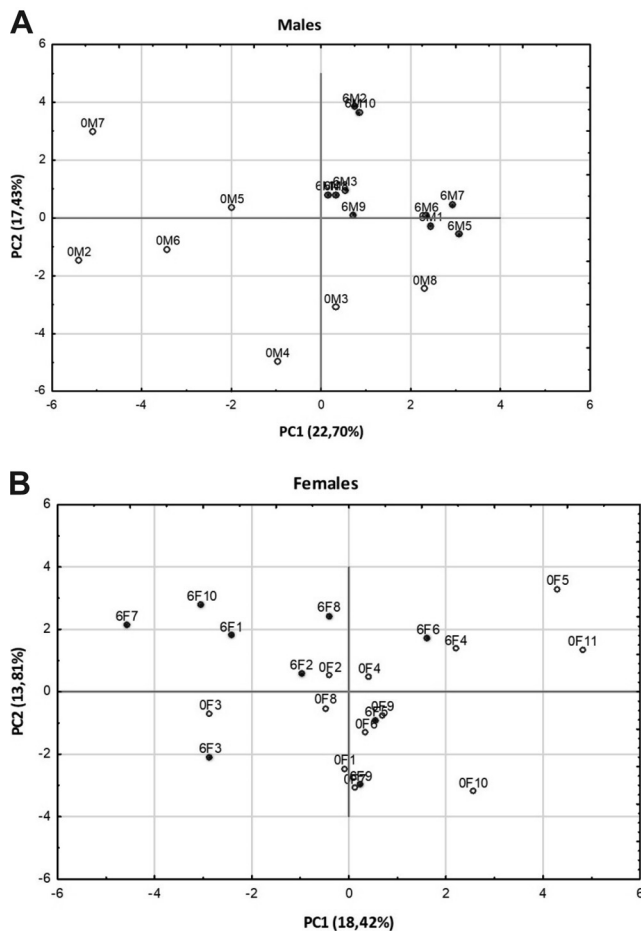 A
Males
6
4
2
0
-2
-4
-6
PC2 (17,43%)
6M2
6M10
0M7
6M3
0M5
6M9
6M7
6M6
6M1
6M5
0M6
0M2
0M8
0M3
0M4
-6 -4 -2 0 2 4 6
PC1 (22,70%)
B
Females
6
4
2
0
-2
-4
-6
PC2 (13,81%)
0F5
6F10
6F7
6F8
6F1
6F6
6F4
0F11
6F2
0F2
0F4
0F3
0F8
0F9
6F5
6F3
0F1
6F9
0F10
-6 -4 -2 0 2 4 6
PC1 (18,42%)